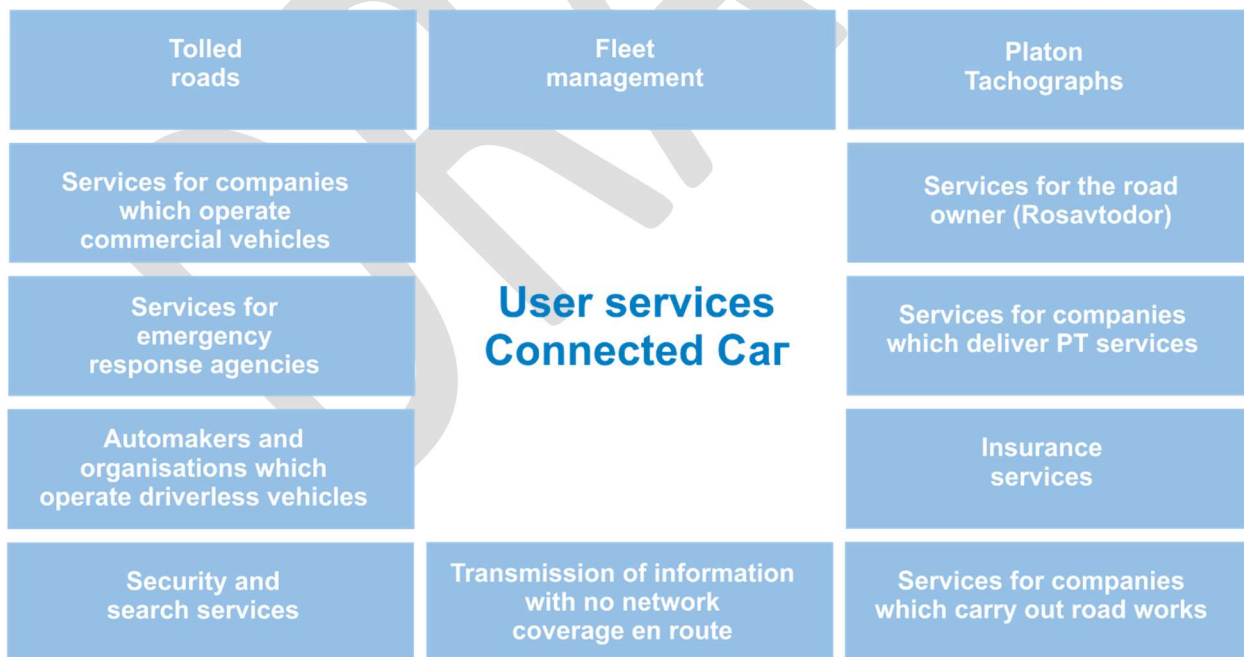 Tolled
roads
Fleet
management
Platon
Tachographs
Services for companies
which operate
commercial vehicles
Services for the road
owner (Rosavtodor)
Services for
emergency
response agencies
User services
Connected Caг
Services for companies
which deliver PT services
Automakers and
organisations which
operate driverless vehicles
Insurance
services
Security and
search services
Transmission of information
with no network
coverage en route
Services for companies
which carry out road works